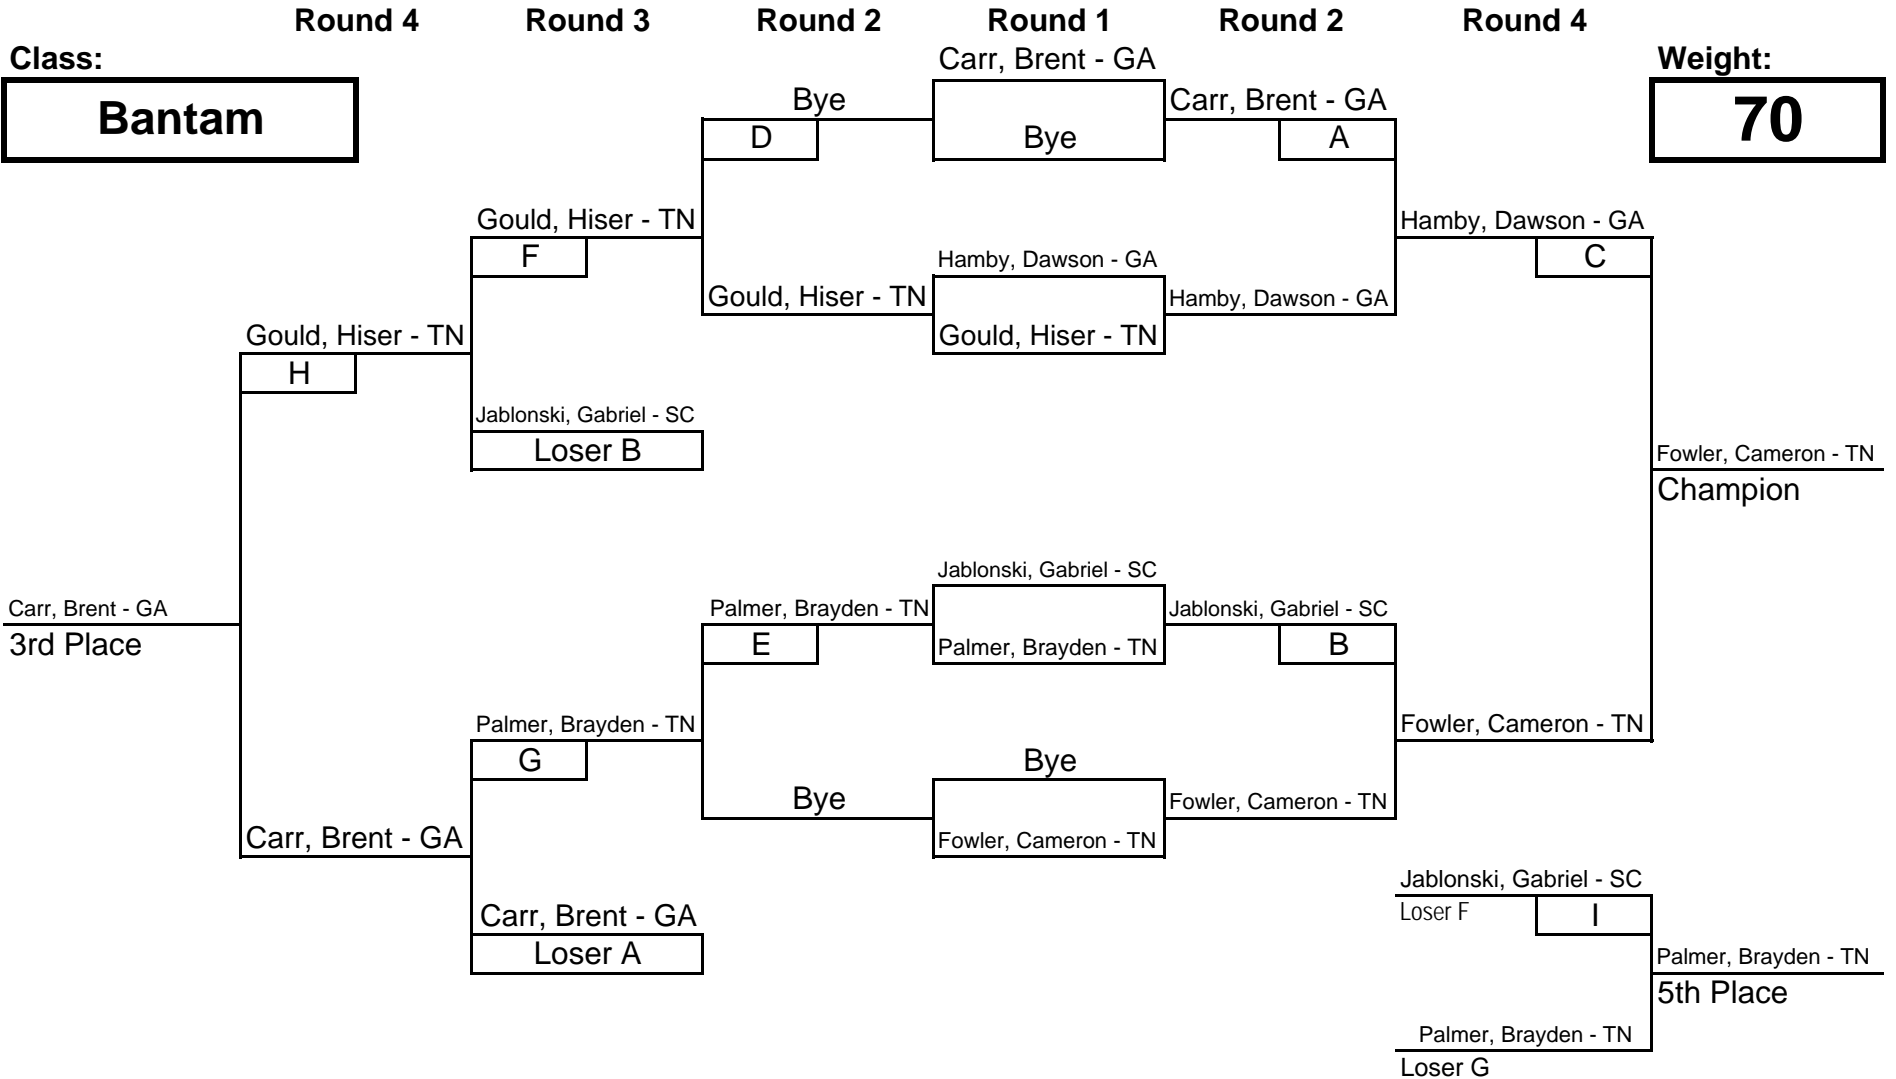 Round 4 Round 3 Round 2 Round 1 Round 2 Round 4
Class: Carr, Brent - GA Weight:
Bantam Bye Carr, Brent - GA 70
D Bye A
Gould, Hiser - TN Hamby, Dawson - GA
F Hamby, Dawson - GA C
Gould, Hiser - TN Hamby, Dawson - GA
Gould, Hiser - TN Gould, Hiser - TN
H
Jablonski, Gabriel - SC
Loser B Fowler, Cameron - TN
Champion
Jablonski, Gabriel - SC
Carr, Brent - GA Palmer, Brayden - TN Jablonski, Gabriel - SC
3rd Place E Palmer, Brayden - TN B
Palmer, Brayden - TN Fowler, Cameron - TN
G Bye
Bye Fowler, Cameron - TN
Carr, Brent - GA Fowler, Cameron - TN
Jablonski, Gabriel - SC
Carr, Brent - GA Loser F I
Loser A Palmer, Brayden - TN
5th Place
Palmer, Brayden - TN
Loser G